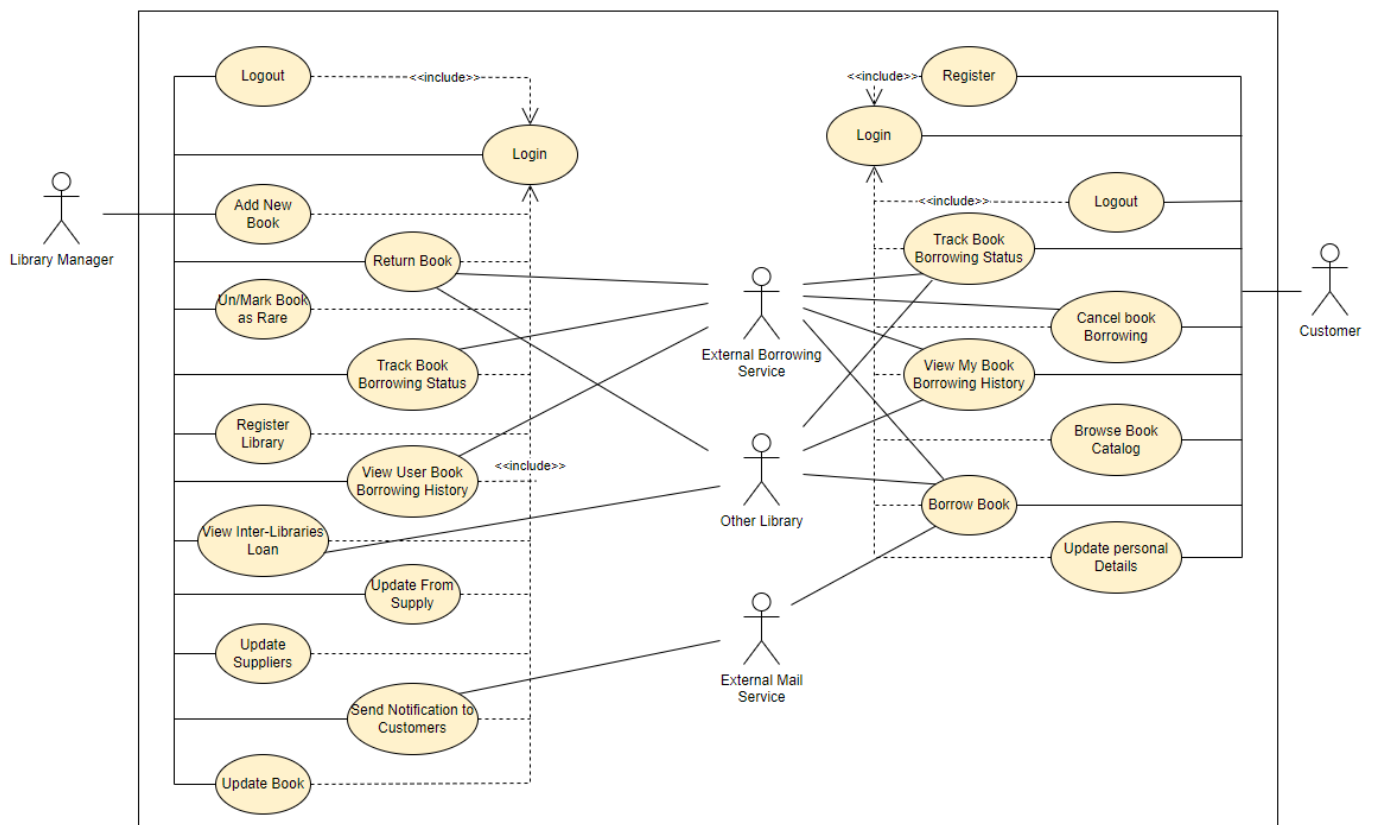 Logout
<<include>>
Login
Library Manager
Add New
Book
Return Book
Un/Mark Book
as Rare
Track Book
Borrowing Status
Register
Library
View User Book
Borrowing History
<<include>>
View Inter-Libraries
Loan
Update From
Supply
Update
Suppliers
Send Notification to
Customers
Update Book
External Borrowing
Service
Other Library
External Mail
Service
<<include>>
Register
Login
<<include>>
Logout
Track Book
Borrowing Status
Cancel book
Borrowing
View My Book
Borrowing History
Browse Book
Catalog
Borrow Book
Update personal
Details
Customer